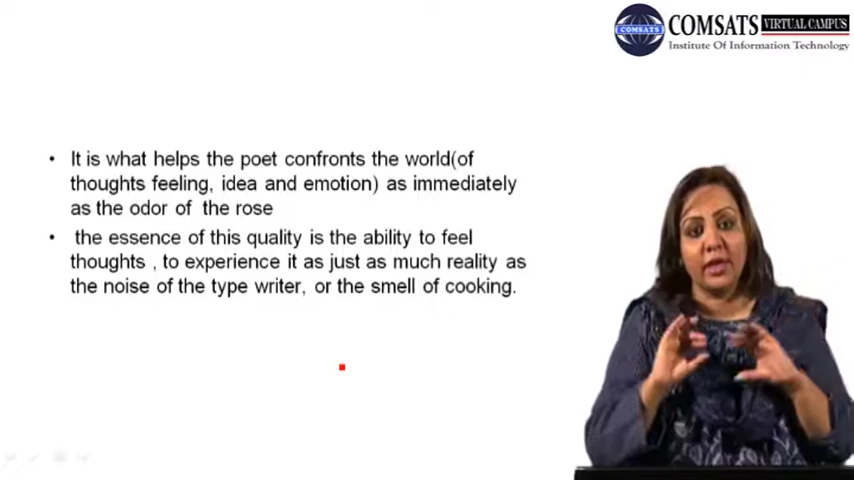 COMSATS VIRTUAL CAMPUS
COMSATS
Institute Of Information Technology
• It is what helps the poet confronts the world(of
thoughts feeling, idea and emotion) as immediately
as the odor of the rose
• the essence of this quality is the ability to feel
thoughts , to experience it as just as much reality as
the noise of the type writer, or the smell of cooking.